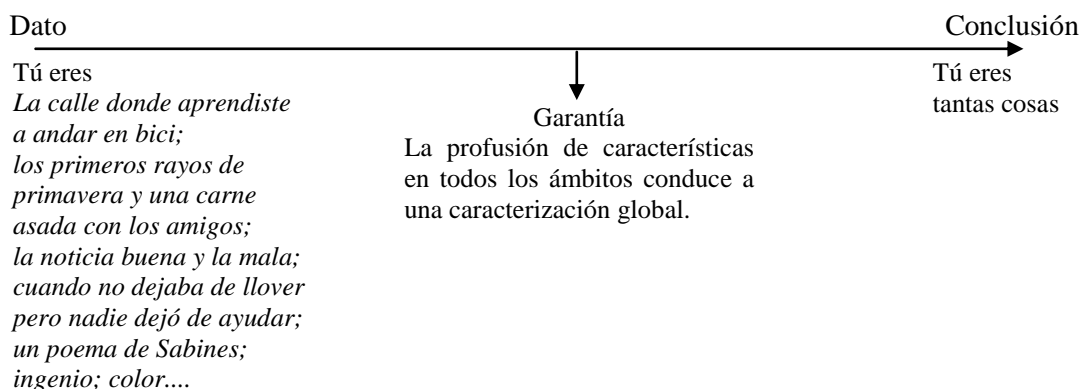 Dato
Conclusión
Tú eres
La calle donde aprendiste
a andar en bici;
los primeros rayos de
primavera y una carne
asada con los amigos;
la noticia buena y la mala;
cuando no dejaba de llover
pero nadie dejó de ayudar;
un poema de Sabines;
ingenio; color....
Garantía
La profusión de características
en todos los ámbitos conduce a
una caracterización global.
Tú eres
tantas cosas